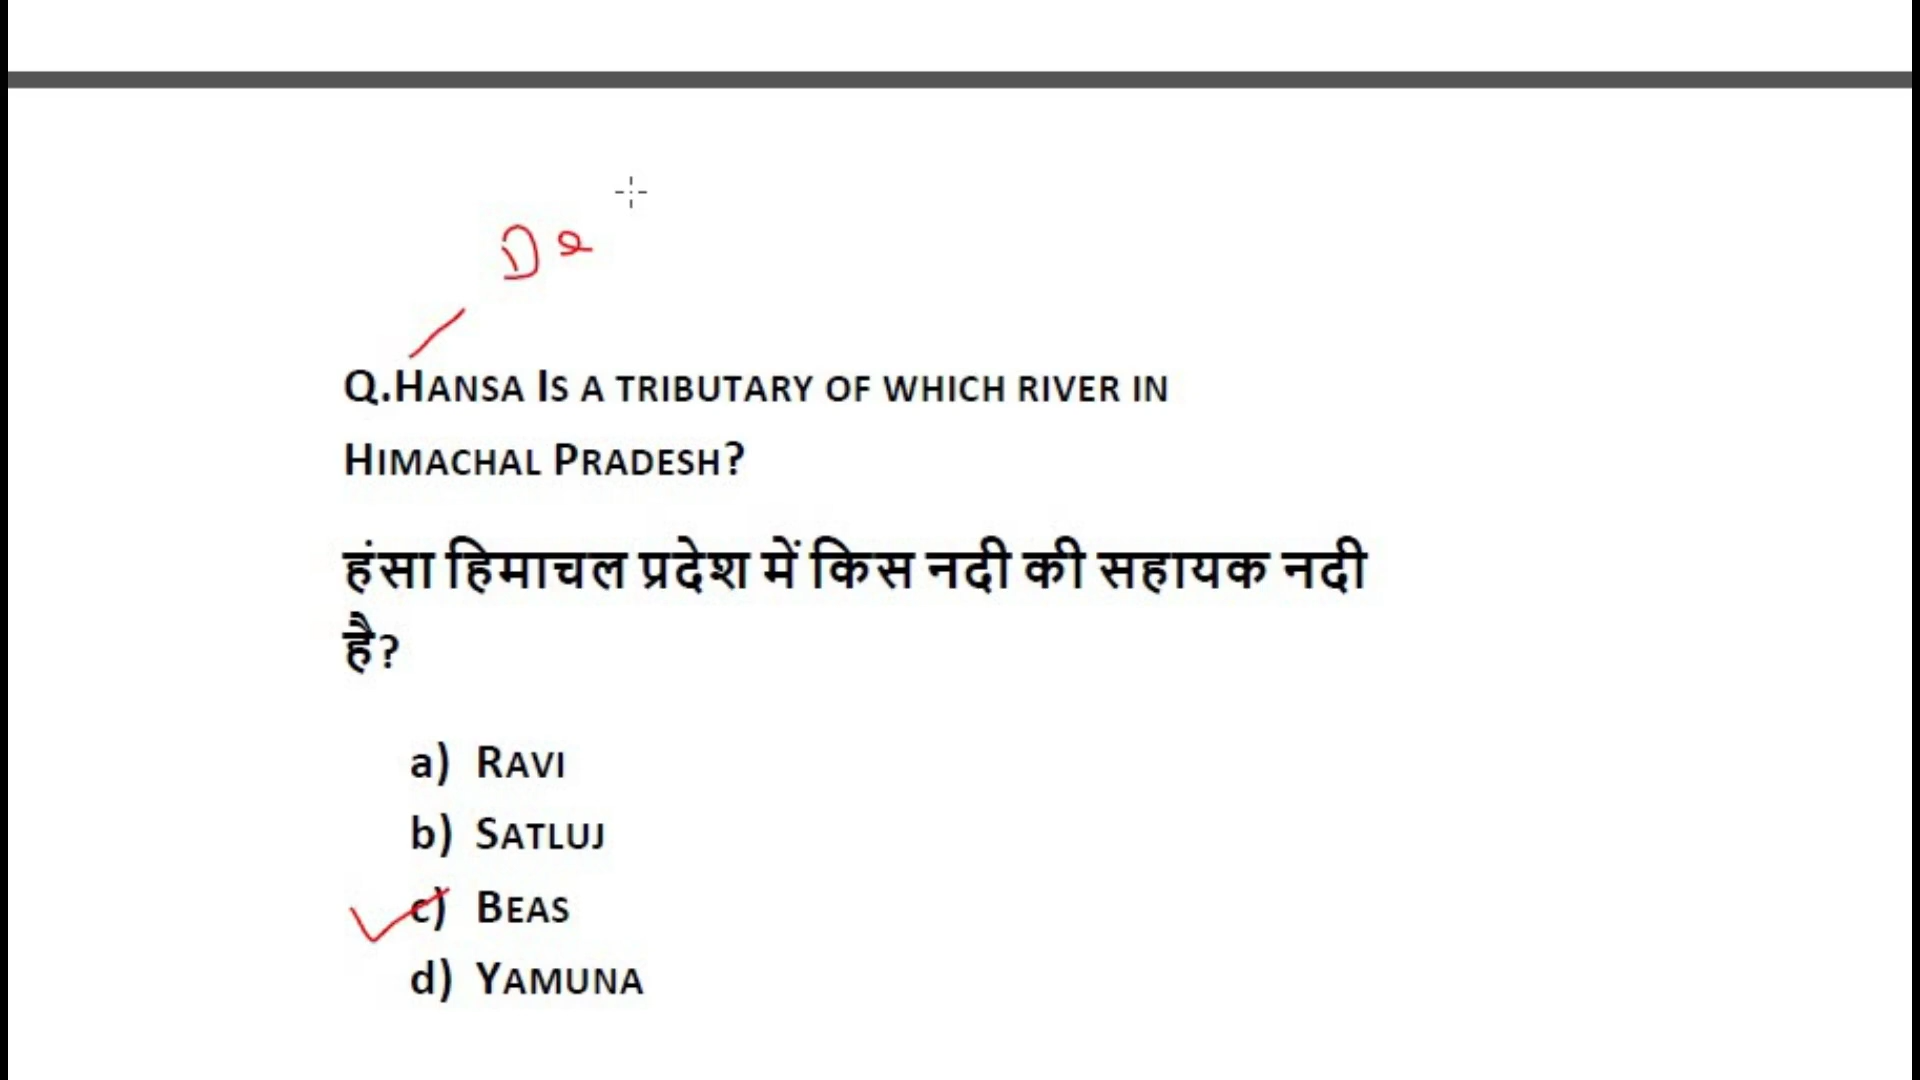 De
Q.HANSA IS A TRIBUTARY OF WHICH RIVER IN
HIMACHAL PRADESH?
हंसा हिमाचल प्रदेश में किस नदी की सहायक नदी
है?
a) RAVI
b) SATLUJ
c) BEAS
d) YAMUNA